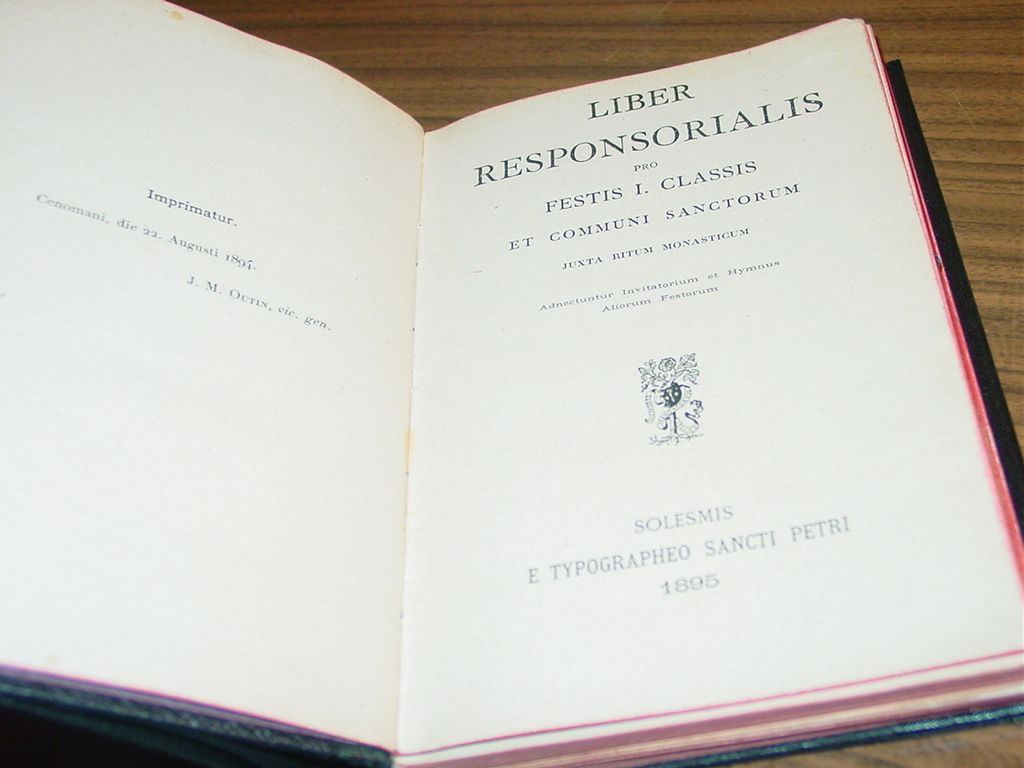 Imprimatur.
Cenomani, die 22. Augusti 1894.
J. M. OUTIN, vic. gen.
LIBER
RESPONSORIALIS
PRO
FESTIS I. CLASSIS
ET COMMUNI SANCTORUM
JUXTA RITUM MONASTICUM
Adnectuntur Invitatorium et Hymnus
Aliorum Festorum
SOLESMIS
E TYPOGRAPHEO SANCTI PETRI
1895